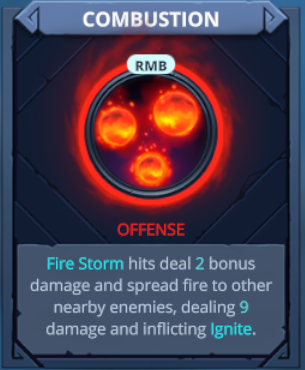 COMBUSTION
RMB
OFFENSE
Fire Storm hits deal 2 bonus
damage and spread fire to other
nearby enemies, dealing 9
damage and inflicting Ignite.